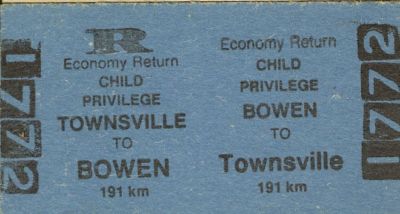 1772
R
Economy Return
CHILD
PRIVILEGE
TOWNSVILLE
TO
BOWEN
191 km
Economy Return
CHILD
PRIVILEGE
BOWEN
TO
Townsville
191 km
1772